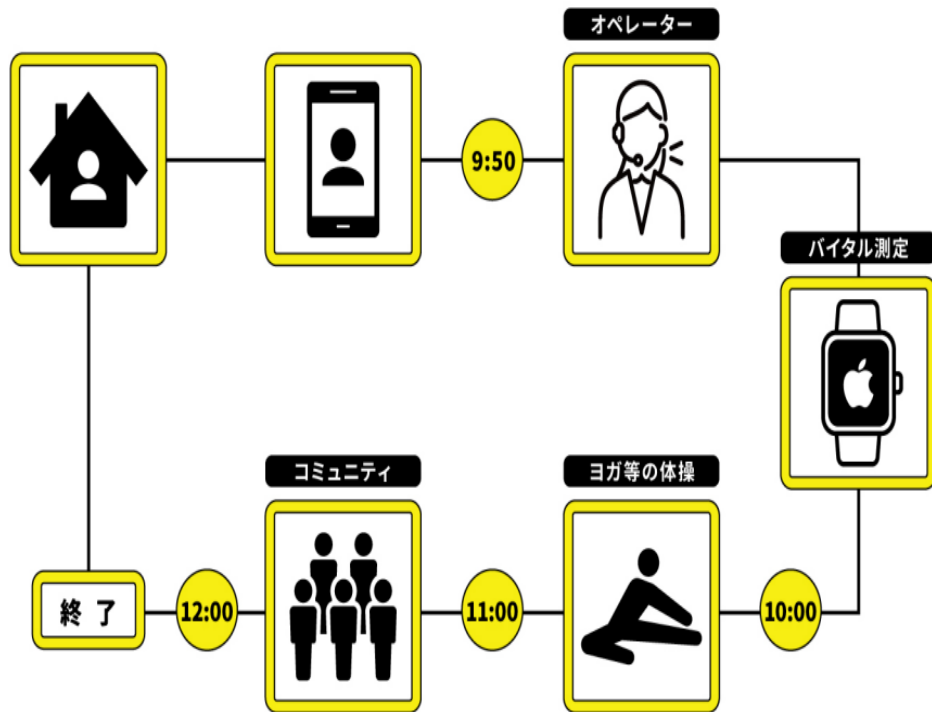 オペレーター
9:50
バイタル測定
コミュニティ
ヨガ等の体操
終了
12:00
11:00
10:00